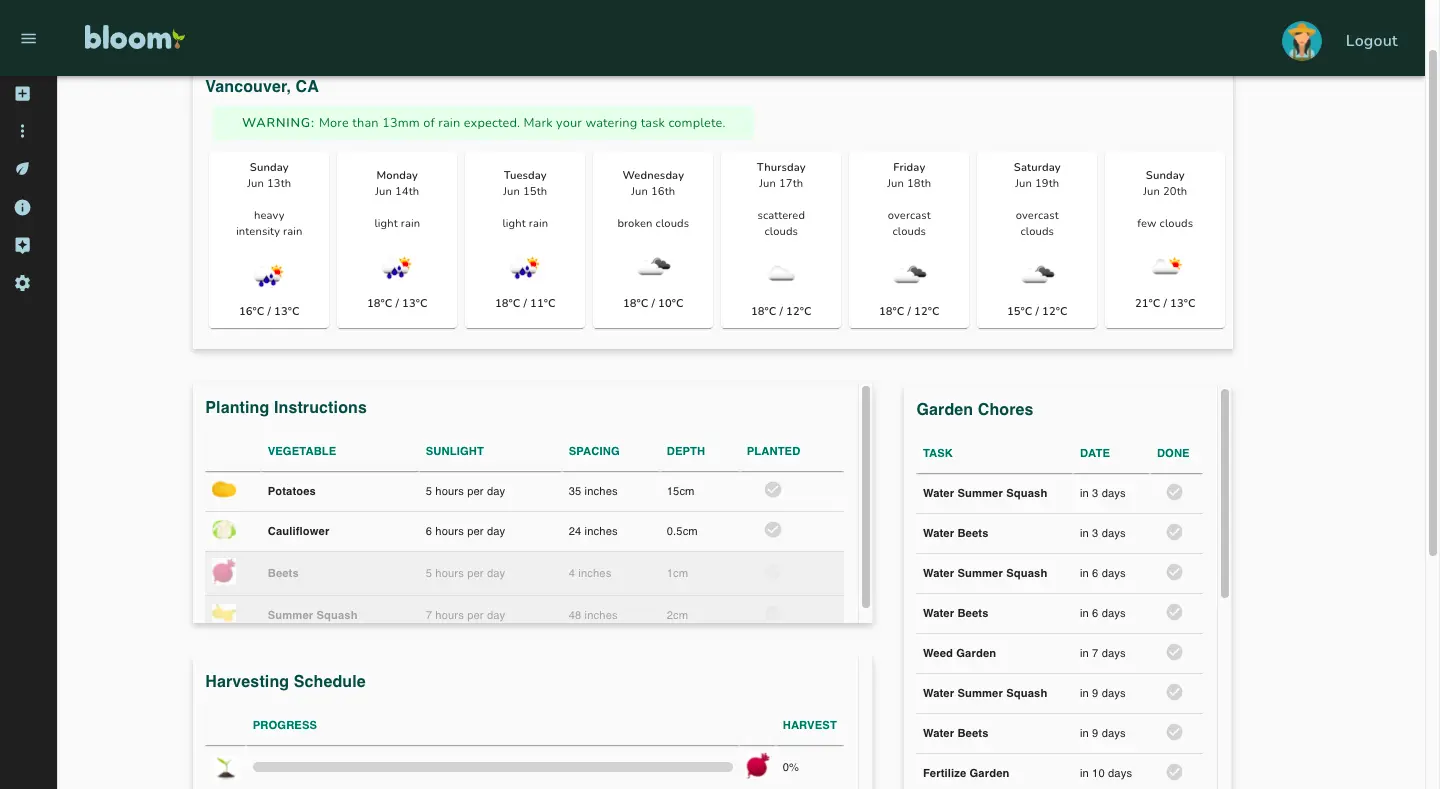 bloom
Logout
Vancouver, CA
WARNING: More than 13mm of rain expected. Mark your watering task complete.
Sunday
Jun 13th
heavy
intensity rain
16°C / 13°C
Monday
Jun 14th
light rain
18°C / 13°C
Tuesday
Jun 15th
light rain
18°C / 11°C
Wednesday
Jun 16th
broken clouds
18°C / 10°C
Thursday
Jun 17th
scattered
clouds
18°C / 12°C
Friday
Jun 18th
overcast
clouds
18°C / 12°C
Saturday
Jun 19th
overcast
clouds
15°C / 12°C
Sunday
Jun 20th
few clouds
21°C / 13°C
Planting Instructions
VEGETABLE SUNLIGHT SPACING DEPTH PLANTED
Potatoes 5 hours per day 35 inches 15cm
Cauliflower 6 hours per day 24 inches 0.5cm
Beets 5 hours per day 4 inches 1cm
Summer Squash 7 hours per day 48 inches 2cm
Harvesting Schedule
PROGRESS HARVEST
0%
Garden Chores
TASK DATE DONE
Water Summer Squash in 3 days
Water Beets in 3 days
Water Summer Squash in 6 days
Water Beets in 6 days
Weed Garden in 7 days
Water Summer Squash in 9 days
Water Beets in 9 days
Fertilize Garden in 10 days